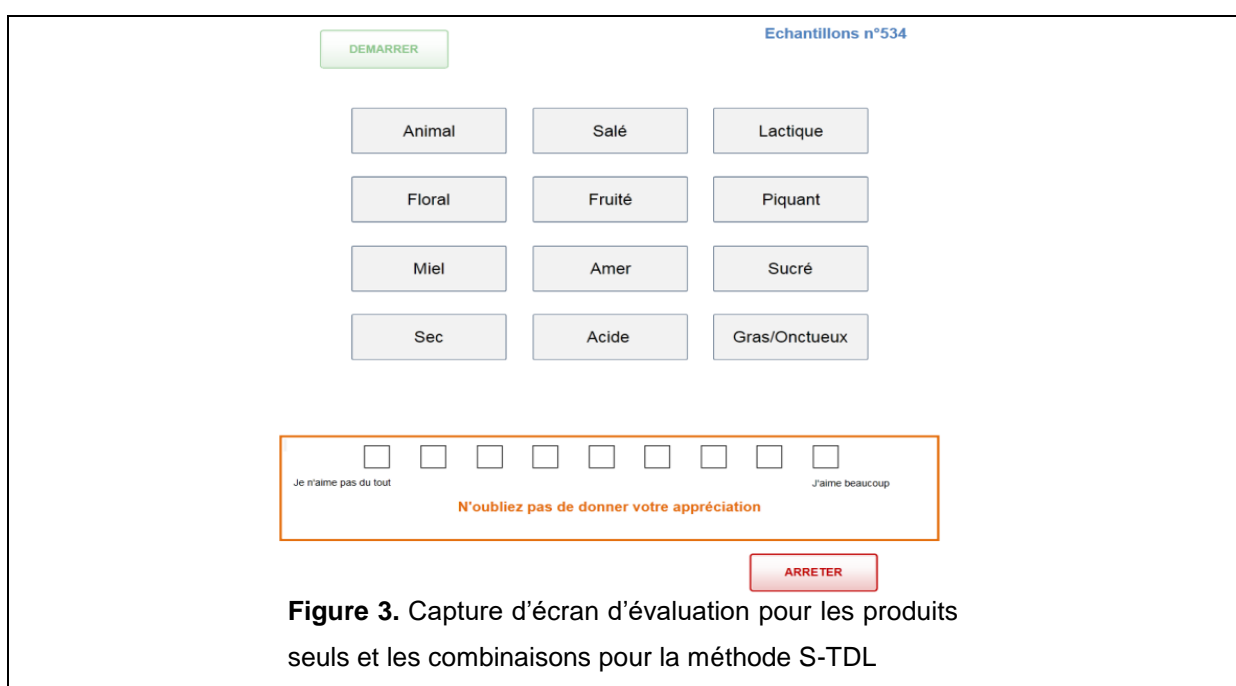 DEMARRER
Echantillons n°534
Animal
Salé
Lactique
Floral
Fruité
Piquant
Miel
Amer
Sucré
Sec
Acide
Gras/Onctueux
Je n'aime pas du tout
J'aime beaucoup
N'oubliez pas de donner votre appréciation
ARRETER
Figure 3. Capture d'écran d'évaluation pour les produits
seuls et les combinaisons pour la méthode S-TDL